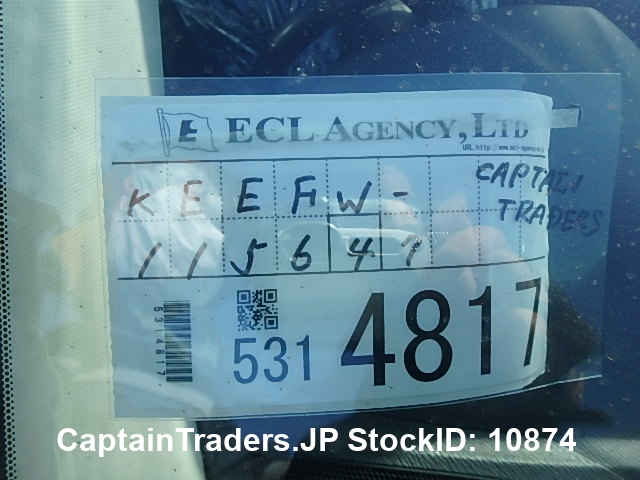 E ECL AGENCY, LTD
KEEFW-
CAPTAIN
TRADERS
115647
5314817
531 4817
CaptainTraders.JP StockID: 10874